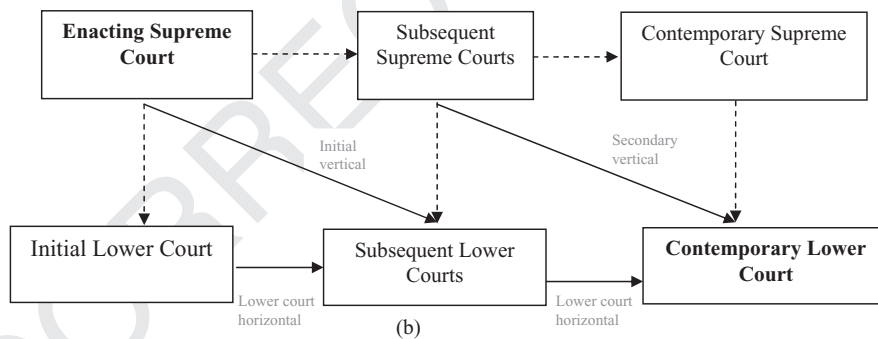 Enacting Supreme
Court
Subsequent
Supreme Courts
Contemporary Supreme
Court
Initial
vertical
Secondary
vertical
Initial Lower Court
Subsequent Lower
Courts
Contemporary Lower
Court
Lower court
horizontal
Lower court
horizontal
(b)